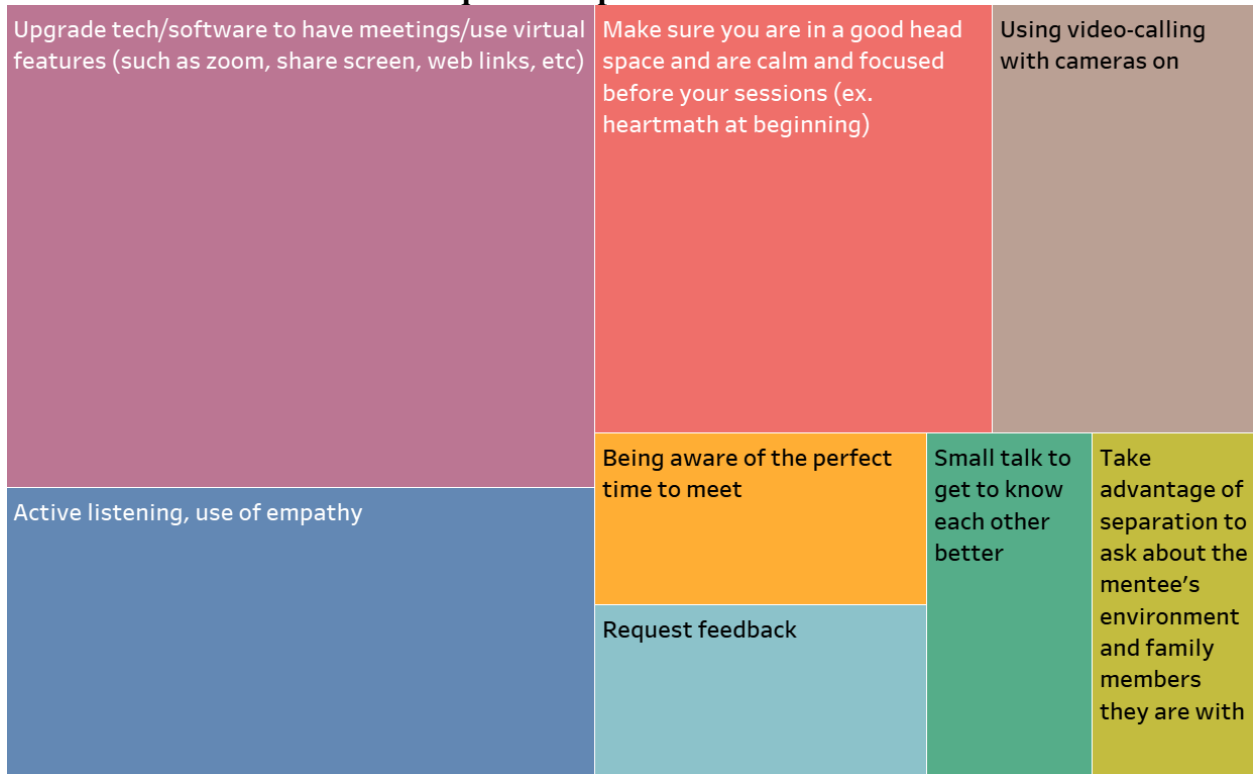 Upgrade tech/software to have meetings/use virtual
features (such as zoom, share screen, web links, etc)
Make sure you are in a good head
space and are calm and focused
before your sessions (ex.
heartmath at beginning)
Using video-calling
with cameras on
Active listening, use of empathy
Being aware of the perfect
time to meet
Request feedback
Small talk to
get to know
each other
better
Take
advantage of
separation to
ask about the
mentee's
environment
and family
members
they are with